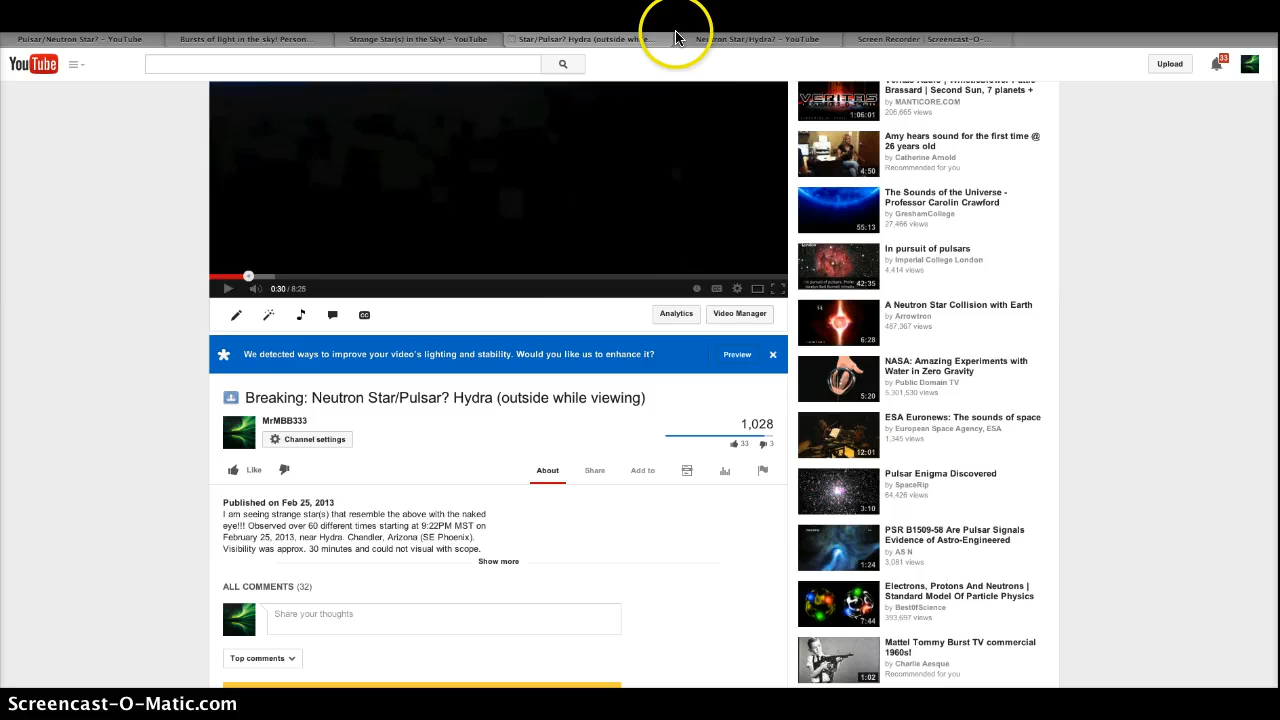 Pulsar/Neutron Star? - YouTube
Bursts of light in the sky! Person...
Strange Star(s) in the Sky! - YouTube
Star/Pulsar? Hydra (outside while...
Neutron Star/Hydra? - YouTube
Screen Recorder | Screencast-O-...
YouTube
Upload
33
0:30 / 8:25
Analytics
Video Manager
We detected ways to improve your video's lighting and stability. Would you like us to enhance it?
Preview
Breaking: Neutron Star/Pulsar? Hydra (outside while viewing)
MrMBB333
Channel settings
1,028
33
3
Like
About
Share
Add to
Published on Feb 25, 2013
I am seeing strange star(s) that resemble the above with the naked
eye!!! Observed over 60 different times starting at 9:22PM MST on
February 25, 2013, near Hydra. Chandler, Arizona (SE Phoenix).
Visibility was approx. 30 minutes and could not visual with scope.
Show more
ALL COMMENTS (32)
Share your thoughts
Top comments
VERITAS
1:06:01
Brassard | Second Sun, 7 planets +
by MANTICORE.COM
206,665 views
4:50
Amy hears sound for the first time @
26 years old
by Catherine Arnold
Recommended for you
55:13
The Sounds of the Universe -
Professor Carolin Crawford
by GreshamCollege
27,466 views
42:35
In pursuit of pulsars
by Imperial College London
4,414 views
6:28
A Neutron Star Collision with Earth
by Arrowtron
487,367 views
5:20
NASA: Amazing Experiments with
Water in Zero Gravity
by Public Domain TV
5,301,530 views
12:01
ESA Euronews: The sounds of space
by European Space Agency, ESA
1,345 views
3:10
Pulsar Enigma Discovered
by SpaceRip
64,426 views
1:24
PSR B1509-58 Are Pulsar Signals
Evidence of Astro-Engineered
by AS N
3,081 views
7:44
Electrons, Protons And Neutrons |
Standard Model Of Particle Physics
by Best0fScience
393,697 views
1:02
Mattel Tommy Burst TV commercial
1960s!
by Charlie Aesque
Recommended for you
Screencast-O-Matic.com